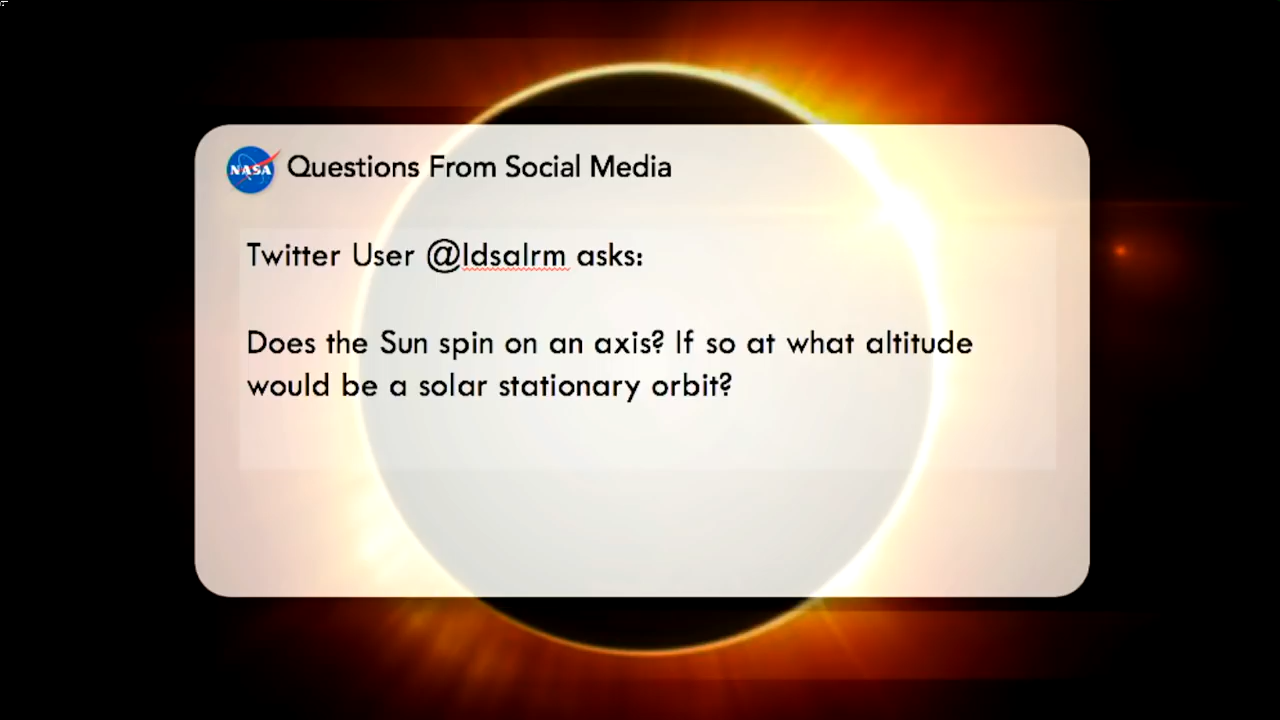 NASA
Questions From Social Media
Twitter User @ldsalrm asks:
Does the Sun spin on an axis? If so at what altitude
would be a solar stationary orbit?